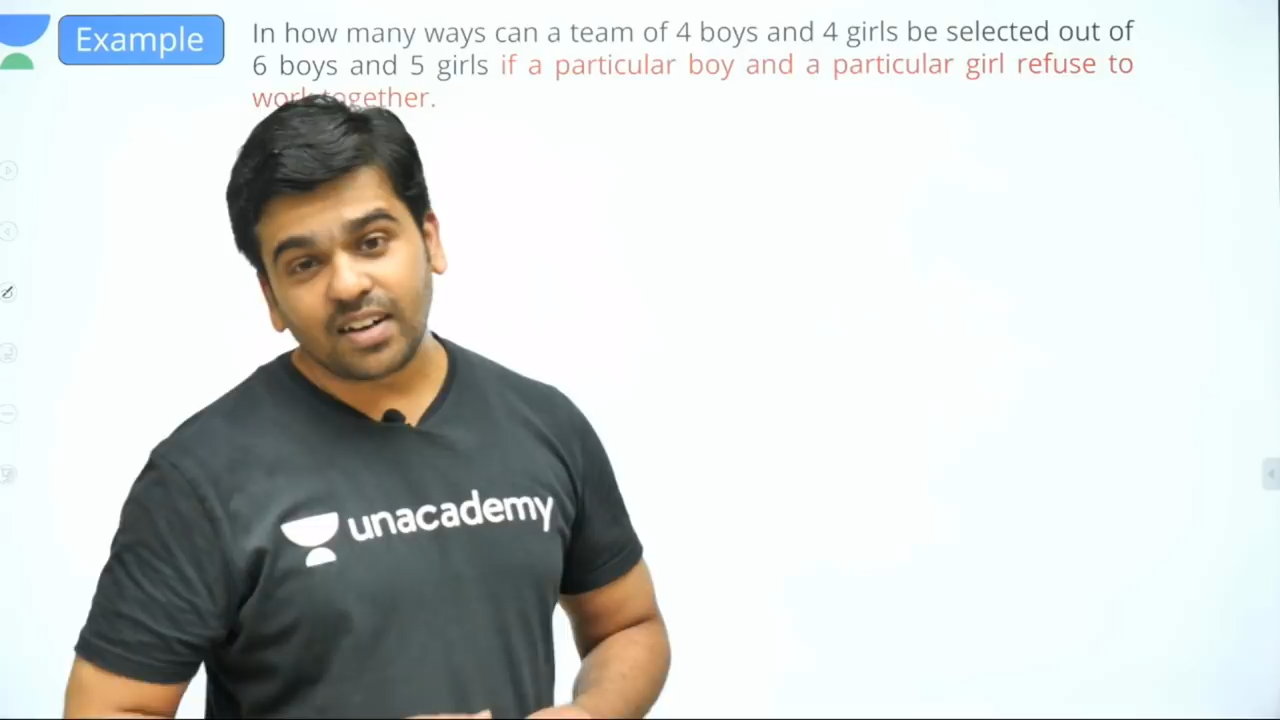 Example
In how many ways can a team of 4 boys and 4 girls be selected out of
6 boys and 5 girls if a particular boy and a particular girl refuse to
work together.
unacademy